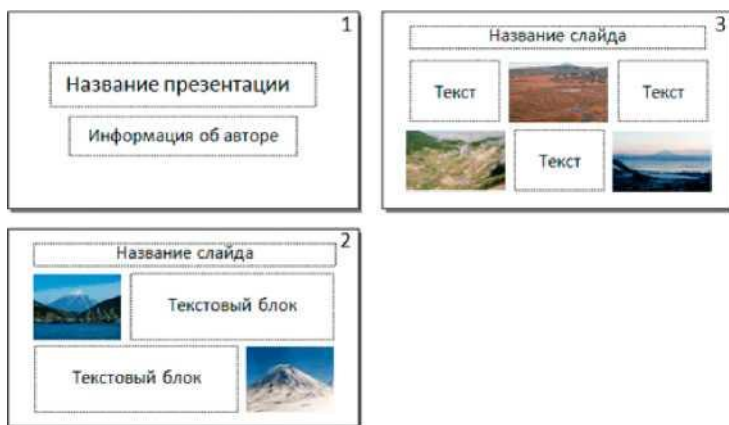 1
Название презентации
Информация об авторе
2
Название слайда
Текстовый блок
Текстовый блок
3
Название слайда
Текст
Текст
Текст